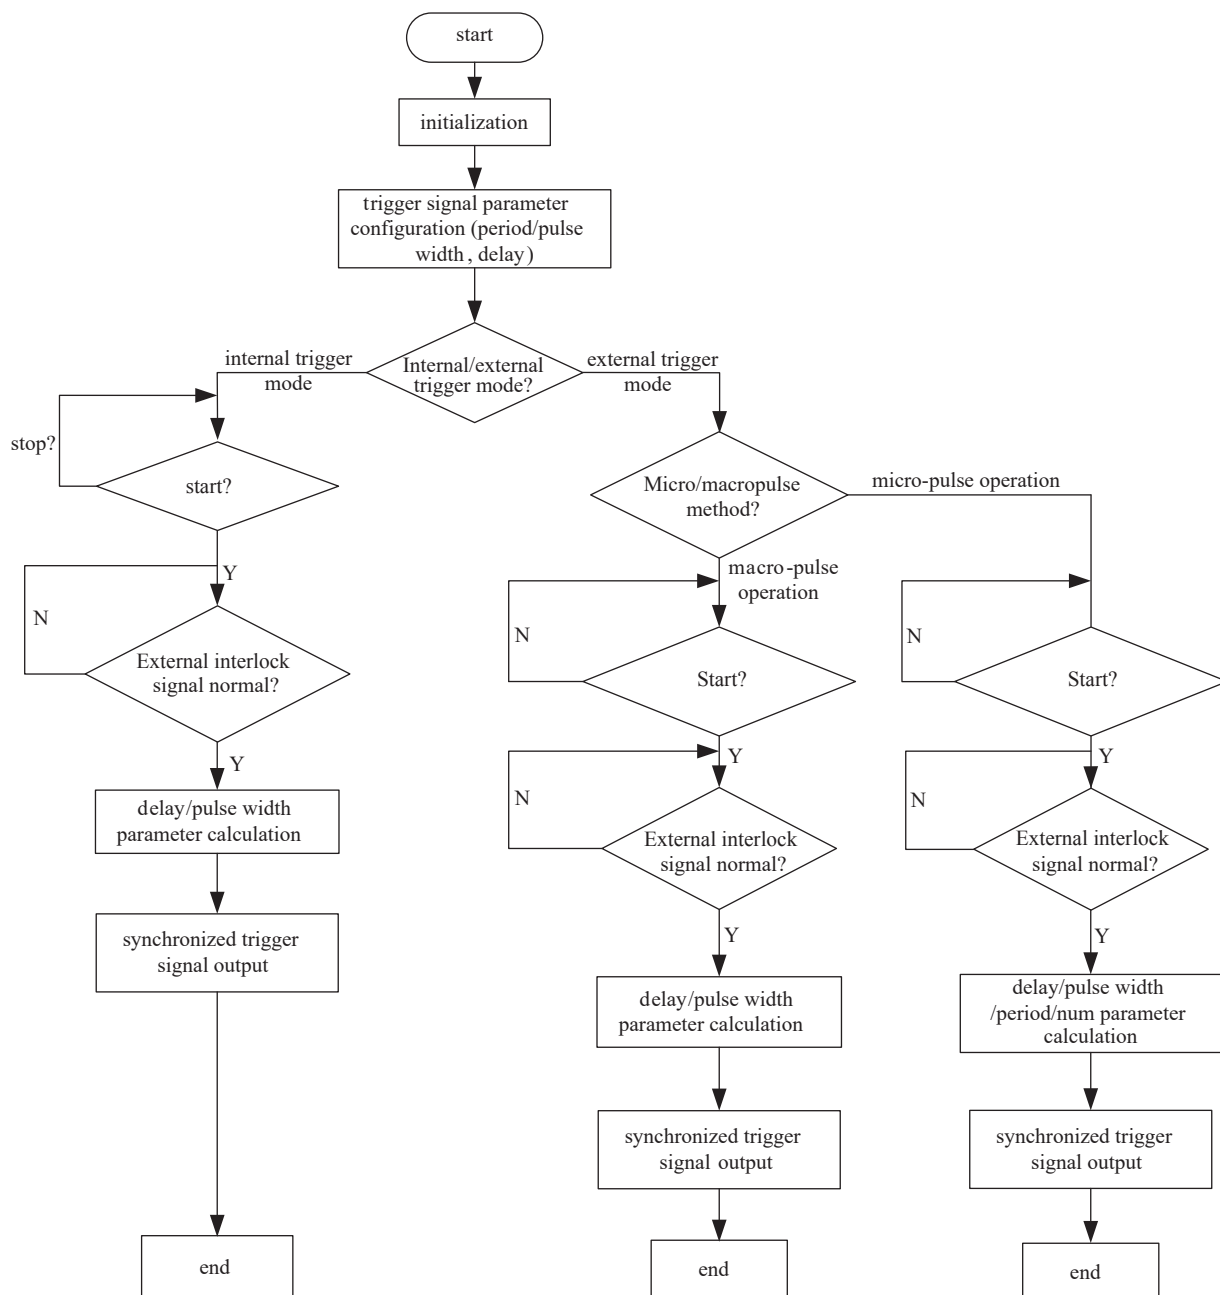 start
initialization
trigger signal parameter
configuration (period/pulse
width, delay)
Internal/external
trigger mode?
internal trigger
mode
external trigger
mode
stop?
start?
Y
N
External interlock
signal normal?
Y
delay/pulse width
parameter calculation
synchronized trigger
signal output
end
Micro/macropulse
method?
micro-pulse operation
macro-pulse
operation
N
Start?
Y
N
External interlock
signal normal?
Y
delay/pulse width
parameter calculation
synchronized trigger
signal output
end
N
Start?
Y
N
External interlock
signal normal?
Y
delay/pulse width
/period/num parameter
calculation
synchronized trigger
signal output
end